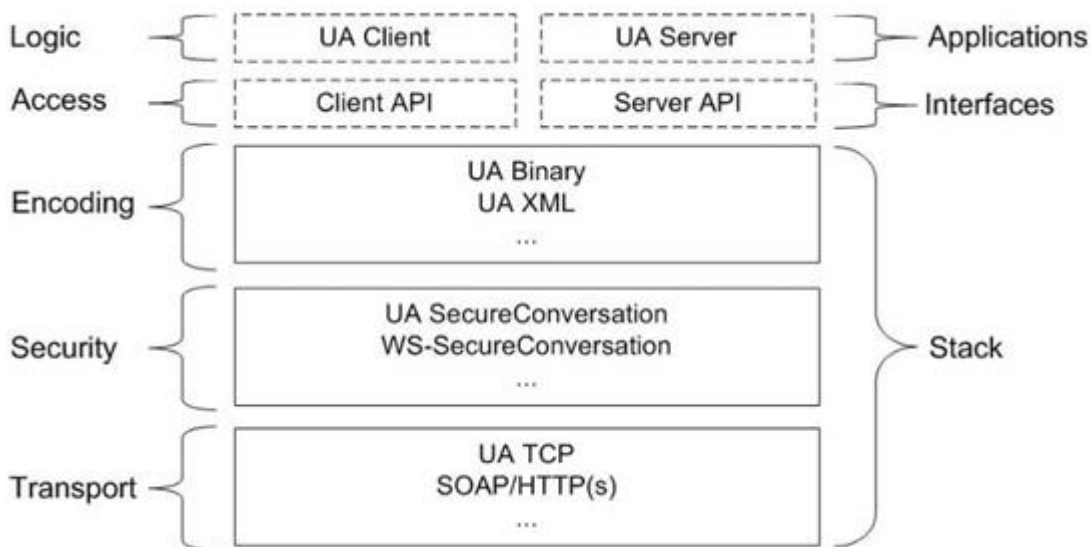 Logic
UA Client
UA Server
Applications
Access
Client API
Server API
Interfaces
Encoding
UA Binary
UA XML
...
Security
UA SecureConversation
WS-SecureConversation
...
Stack
Transport
UA TCP
SOAP/HTTP(s)
...